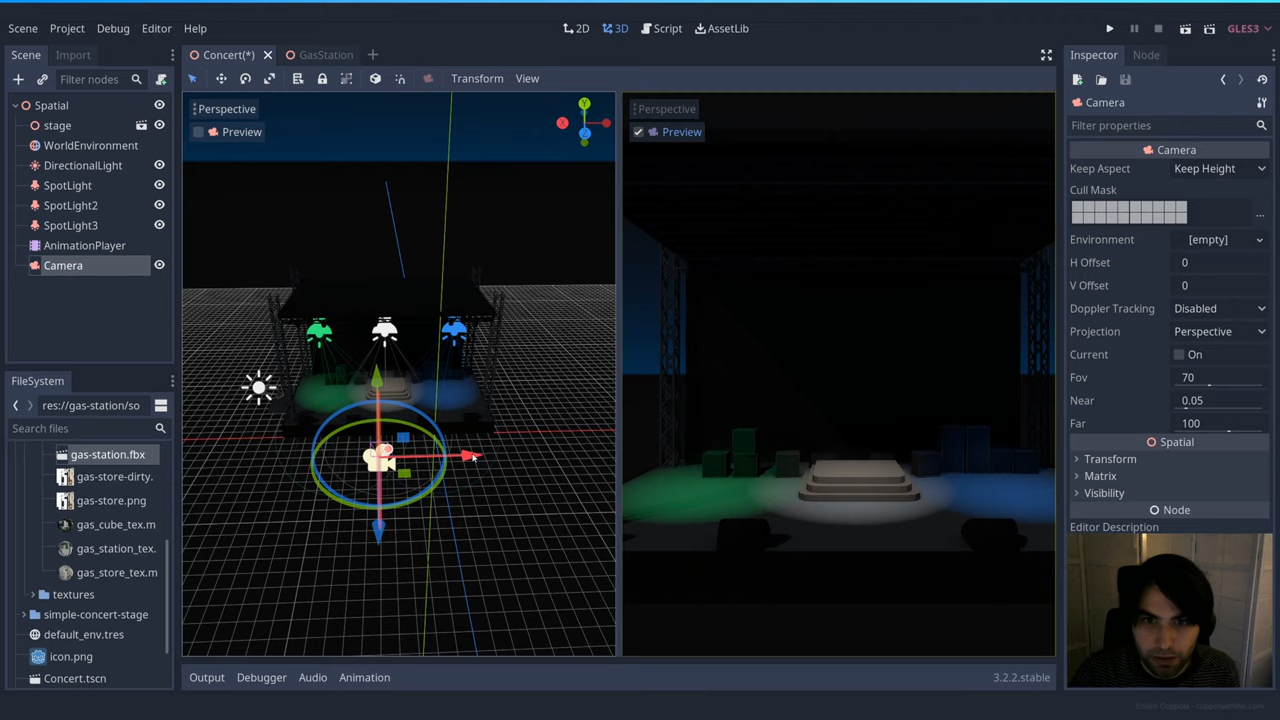 Scene Project Debug Editor Help
2D 3D Script AssetLib
GLES3
Scene Import
Concert(*) GasStation
Inspector Node
Filter nodes
Transform View
Camera
Spatial
stage
WorldEnvironment
DirectionalLight
SpotLight
SpotLight2
SpotLight3
AnimationPlayer
Camera
Perspective
Preview
Y
X
Z
Perspective
Preview
Filter properties
Camera
Keep Aspect Keep Height
Cull Mask
...
Environment [empty]
H Offset 0
V Offset 0
Doppler Tracking Disabled
Projection Perspective
Current On
Fov 70
Near 0.05
Far 100
Spatial
Transform
Matrix
Visibility
Node
Editor Description
FileSystem
res://gas-station/so
Search files
gas-station.fbx
gas-store-dirty.
gas-store.png
gas_cube_tex.m
gas_station_tex.
gas_store_tex.m
textures
simple-concert-stage
default_env.tres
icon.png
Concert.tscn
Output Debugger Audio Animation
3.2.2.stable